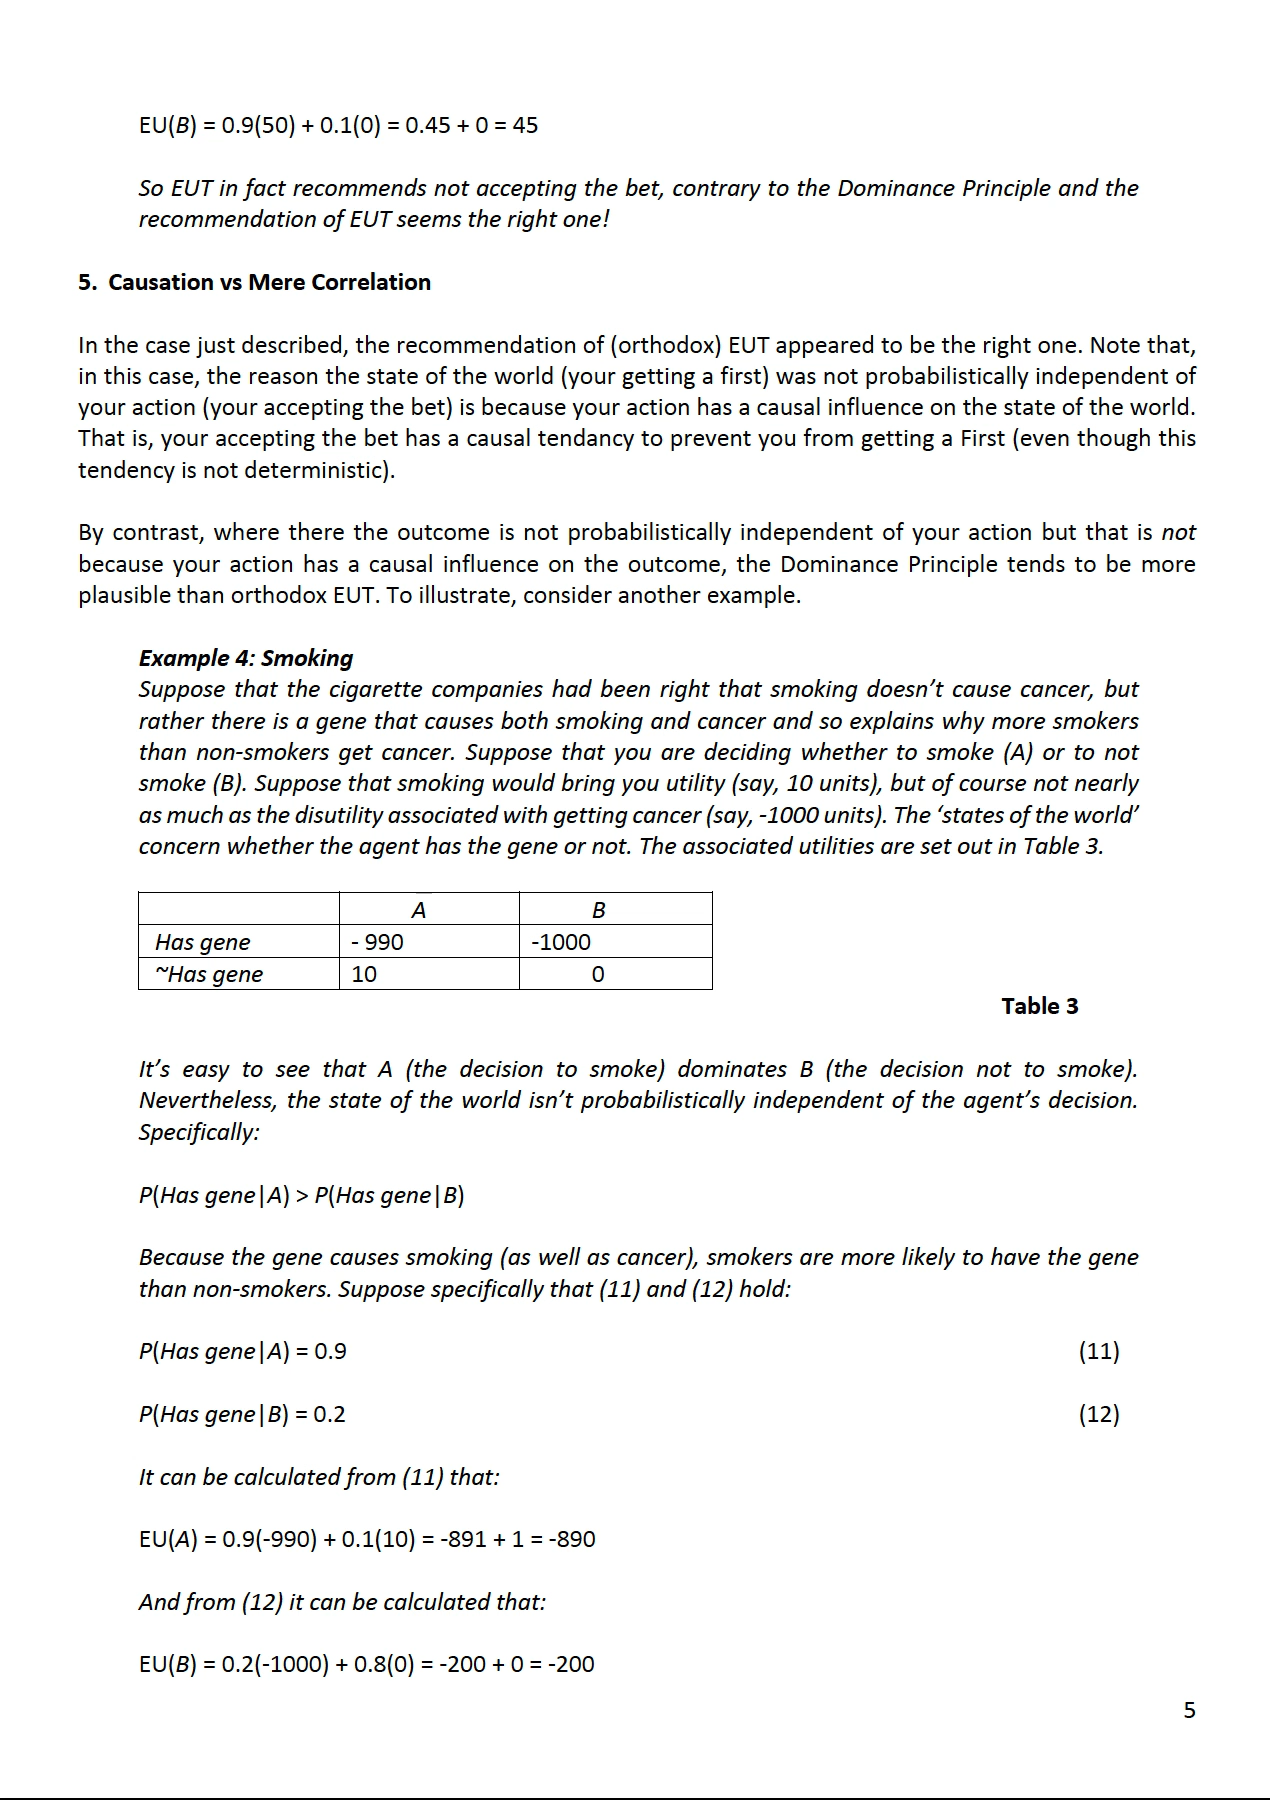 EU(B) = 0.9(50) + 0.1(0) = 0.45 + 0 = 45
So EUT in fact recommends not accepting the bet, contrary to the Dominance Principle and the
recommendation of EUT seems the right one!
5. Causation vs Mere Correlation
In the case just described, the recommendation of (orthodox) EUT appeared to be the right one. Note that,
in this case, the reason the state of the world (your getting a first) was not probabilistically independent of
your action (your accepting the bet) is because your action has a causal influence on the state of the world.
That is, your accepting the bet has a causal tendancy to prevent you from getting a First (even though this
tendency is not deterministic).
By contrast, where there the outcome is not probabilistically independent of your action but that is not
because your action has a causal influence on the outcome, the Dominance Principle tends to be more
plausible than orthodox EUT. To illustrate, consider another example.
Example 4: Smoking
Suppose that the cigarette companies had been right that smoking doesn’t cause cancer, but
rather there is a gene that causes both smoking and cancer and so explains why more smokers
than non-smokers get cancer. Suppose that you are deciding whether to smoke (A) or to not
smoke (B). Suppose that smoking would bring you utility (say, 10 units), but of course not nearly
as much as the disutility associated with getting cancer (say, -1000 units). The ‘states of the world’
concern whether the agent has the gene or not. The associated utilities are set out in Table 3.
A B
Has gene - 990 -1000
~Has gene 10 0
Table 3
It’s easy to see that A (the decision to smoke) dominates B (the decision not to smoke).
Nevertheless, the state of the world isn’t probabilistically independent of the agent’s decision.
Specifically:
P(Has gene|A) > P(Has gene|B)
Because the gene causes smoking (as well as cancer), smokers are more likely to have the gene
than non-smokers. Suppose specifically that (11) and (12) hold:
P(Has gene|A) = 0.9 (11)
P(Has gene|B) = 0.2 (12)
It can be calculated from (11) that:
EU(A) = 0.9(-990) + 0.1(10) = -891 + 1 = -890
And from (12) it can be calculated that:
EU(B) = 0.2(-1000) + 0.8(0) = -200 + 0 = -200
5